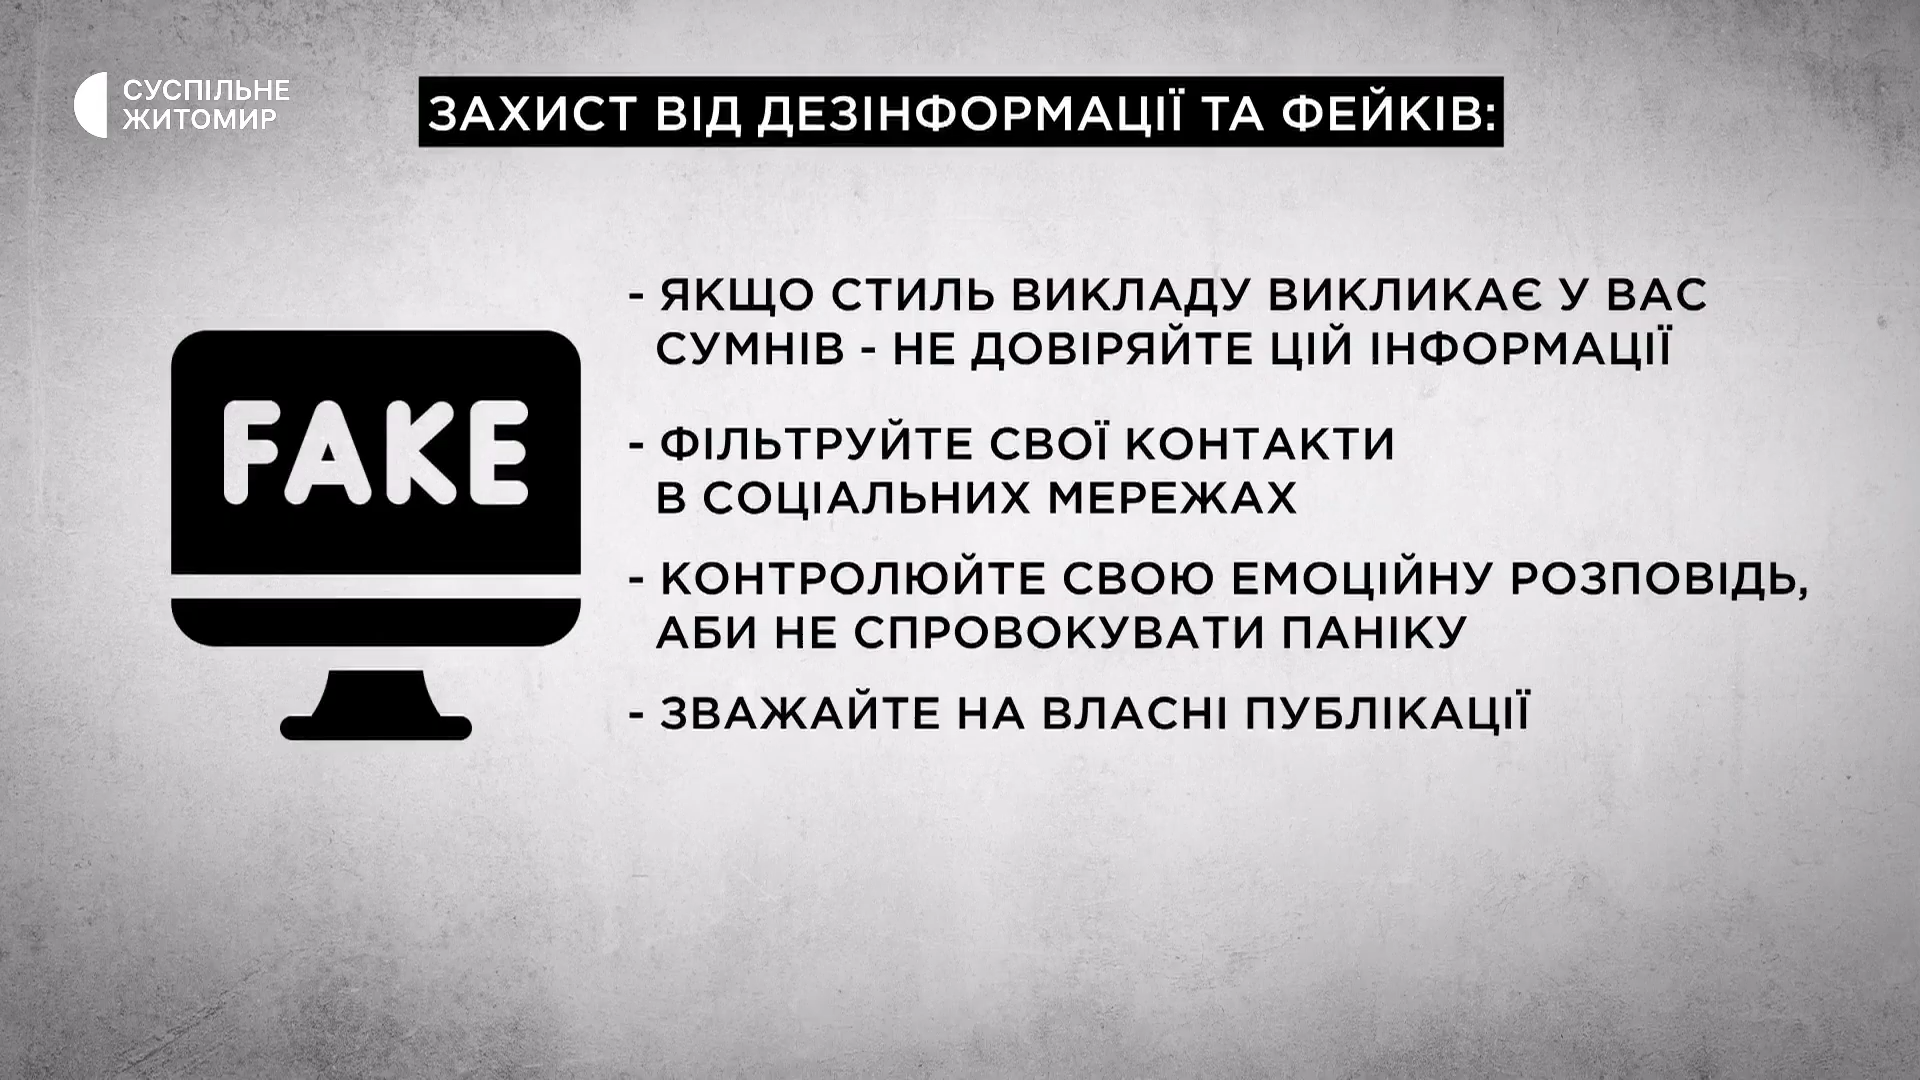 СУСПІЛЬНЕ
ЖИТОМИР
ЗАХИСТ ВІД ДЕЗІНФОРМАЦІЇ ТА ФЕЙКІВ:
FAKE
- ЯКЩО СТИЛЬ ВИКЛАДУ ВИКЛИКАЄ У ВАС
СУМНІВ - НЕ ДОВІРЯЙТЕ ЦІЙ ІНФОРМАЦІЇ
- ФІЛЬТРУЙТЕ СВОЇ КОНТАКТИ
В СОЦІАЛЬНИХ МЕРЕЖАХ
- КОНТРОЛЮЙТЕ СВОЮ ЕМОЦІЙНУ РОЗПОВІДЬ,
АБИ НЕ СПРОВОКУВАТИ ПАНІКУ
- ЗВАЖАЙТЕ НА ВЛАСНІ ПУБЛІКАЦІЇ